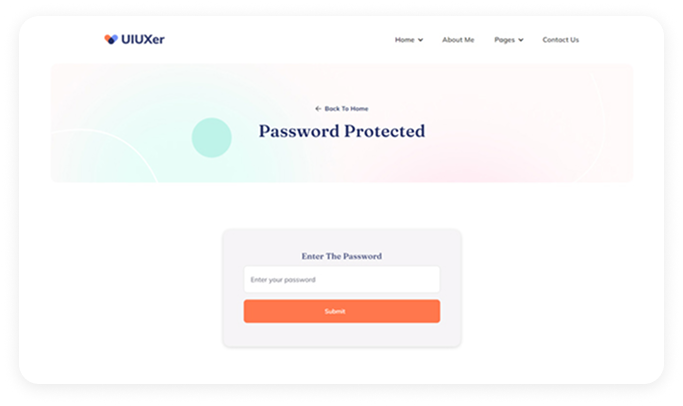 UIUXer
Home About Me Pages Contact Us
← Back To Home
Password Protected
Enter The Password
Enter your password
Submit